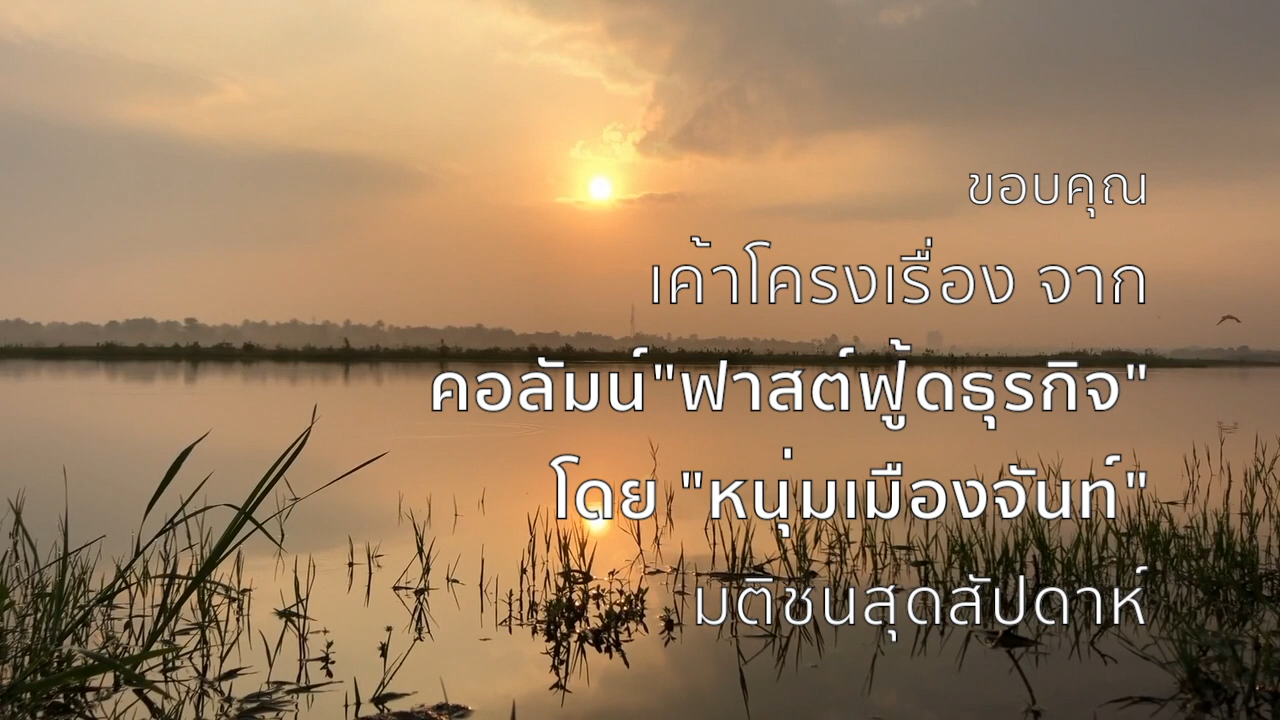 ขอบคุณ
เค้าโครงเรื่อง จาก
คอลัมน์"ฟาสต์ฟู้ดธุรกิจ"
โดย "หนุ่มเมืองจันท์"
มติชนสุดสัปดาห์